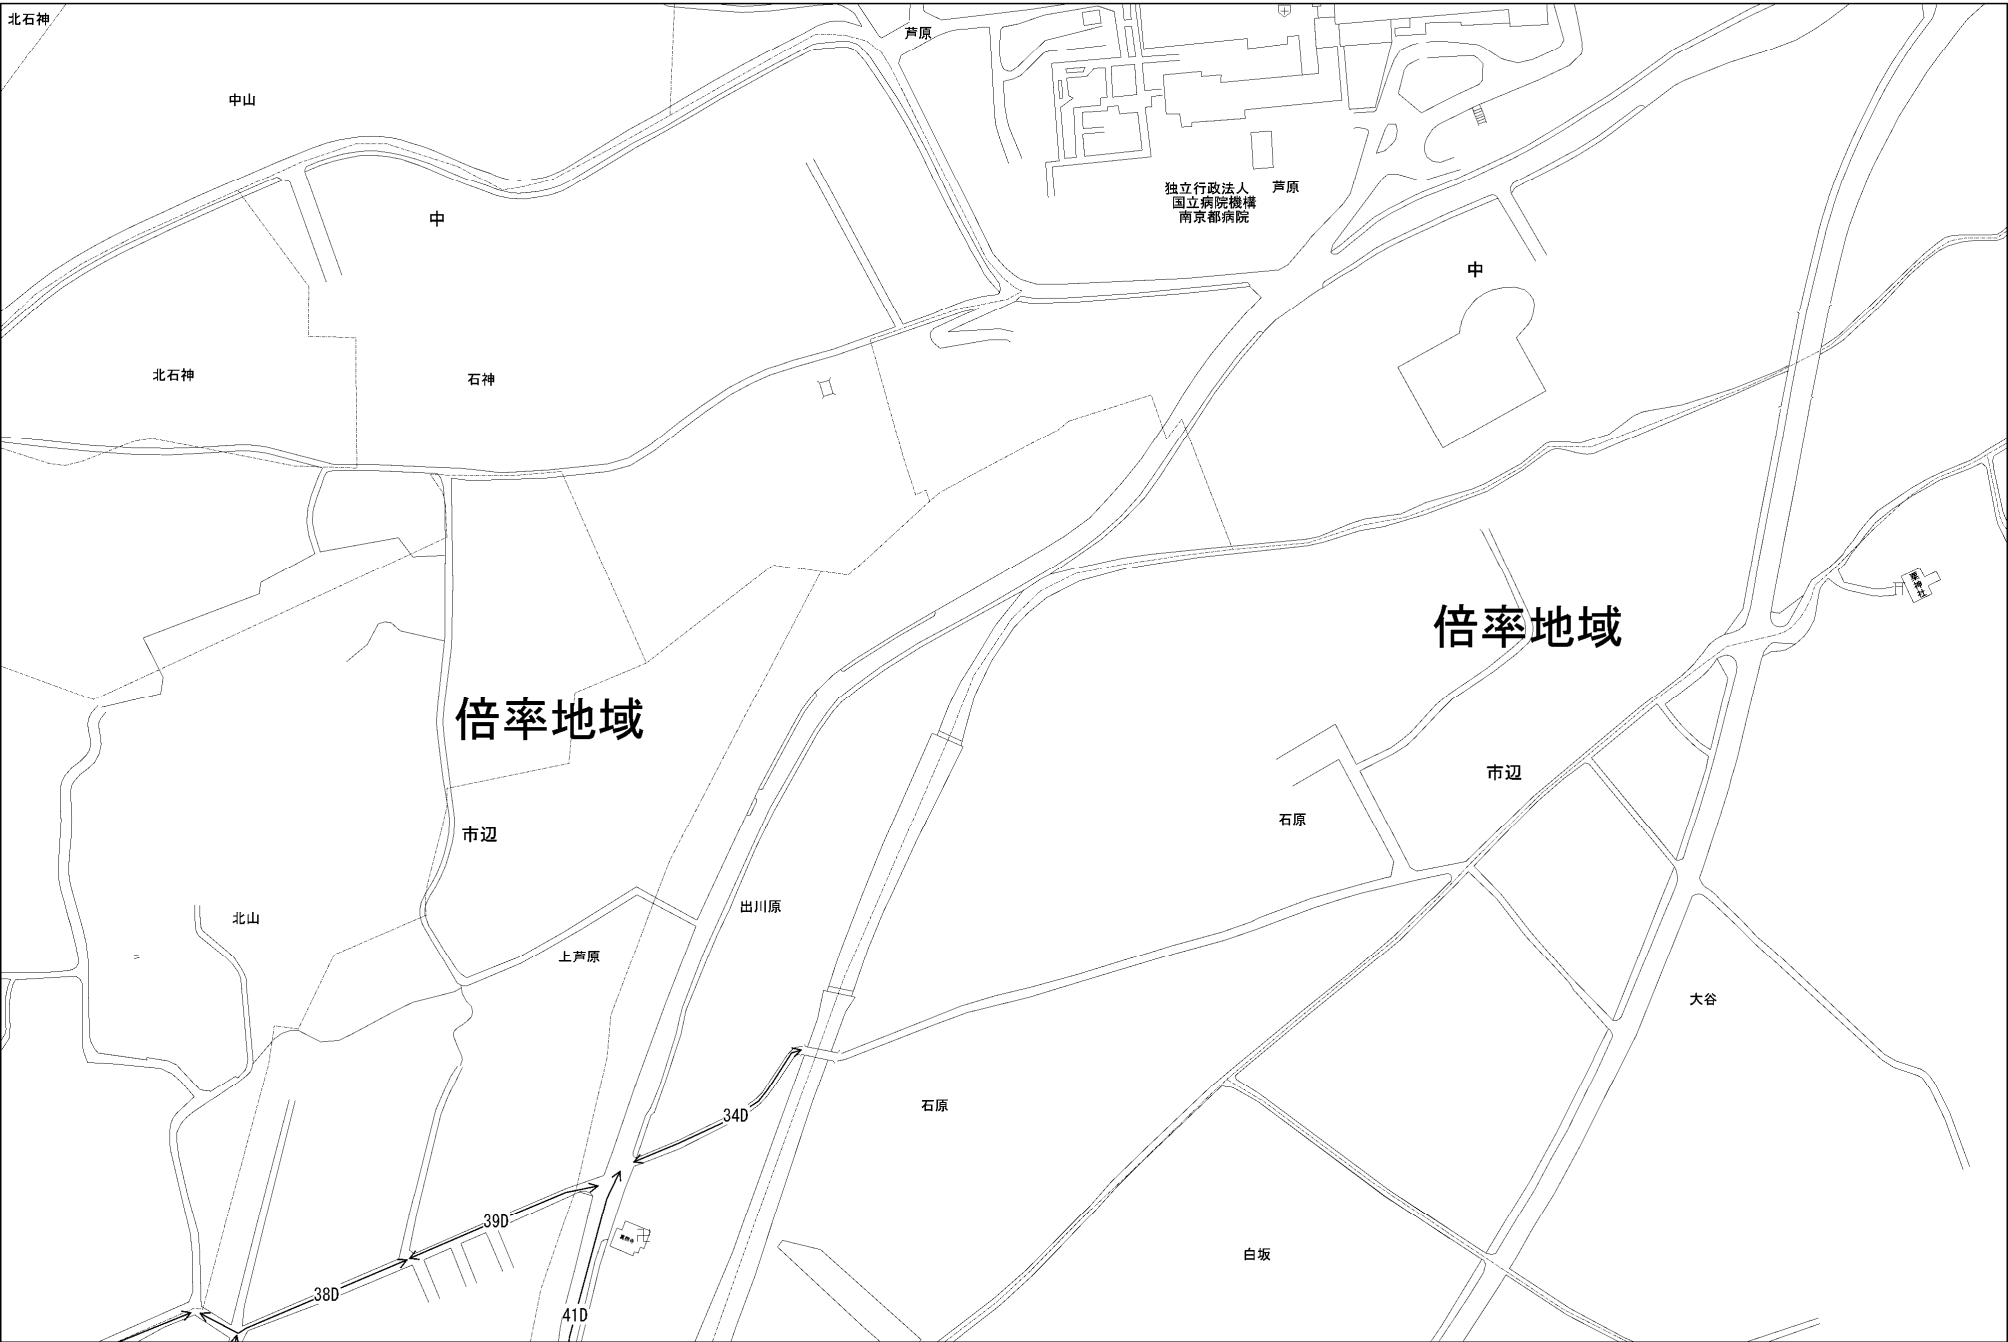 北石神
芦原
中山
独立行政法人
国立病院機構
南京都病院
芦原
中
中
北石神
石神
倍率地域
倍率地域
市辺
市辺
石原
北山
出川原
上芦原
大谷
石原
34D
39D
白坂
38D
41D